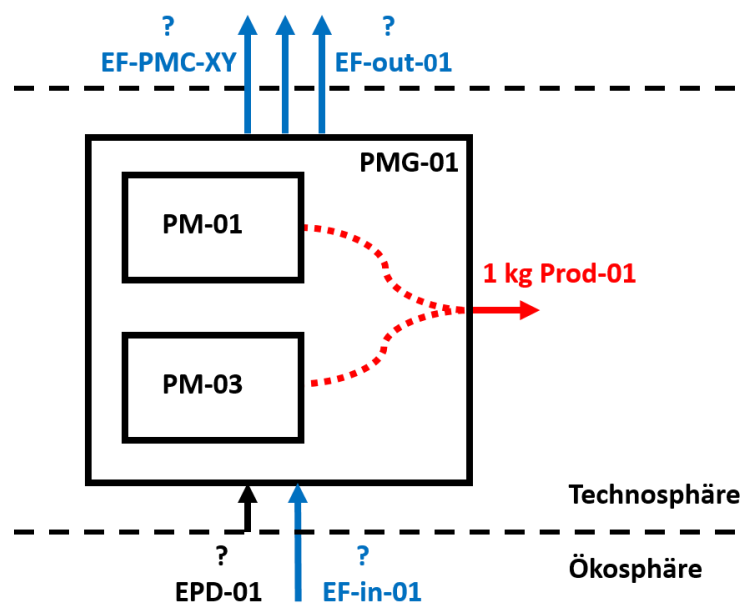 ? ?
EF-PMC-XY EF-out-01
PMG-01
PM-01
1 kg Prod-01
PM-03
Technosphäre
? ?
EPD-01 EF-in-01
Ökosphäre